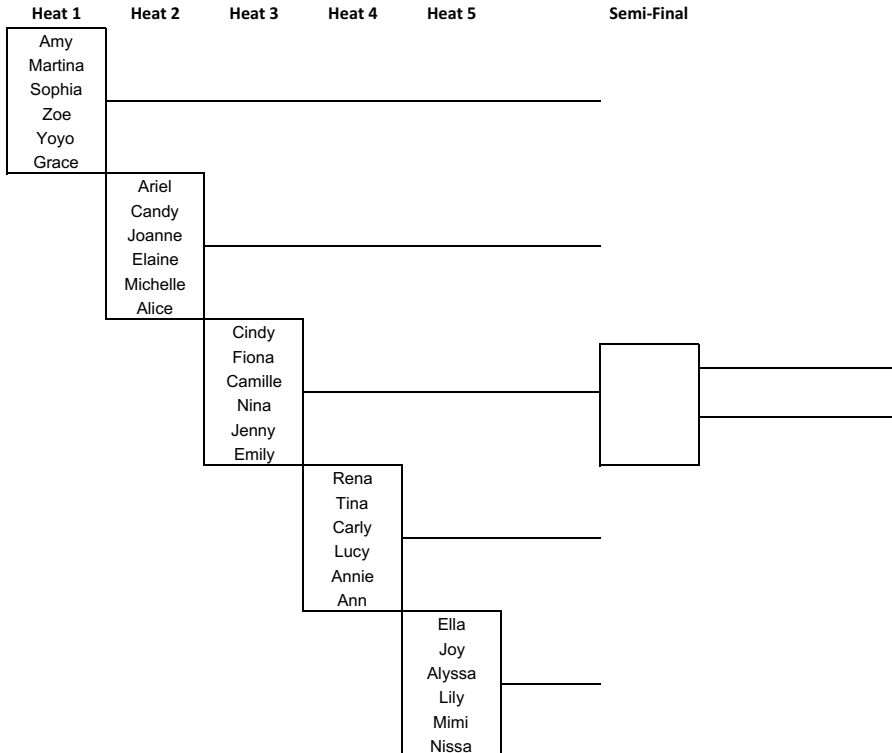 Heat 1 Heat 2 Heat 3 Heat 4 Heat 5 Semi-Final
Amy
Martina
Sophia
Zoe
Yoyo
Grace
Ariel
Candy
Joanne
Elaine
Michelle
Alice
Cindy
Fiona
Camille
Nina
Jenny
Emily
Rena
Tina
Carly
Lucy
Annie
Ann
Ella
Joy
Alyssa
Lily
Mimi
Nissa